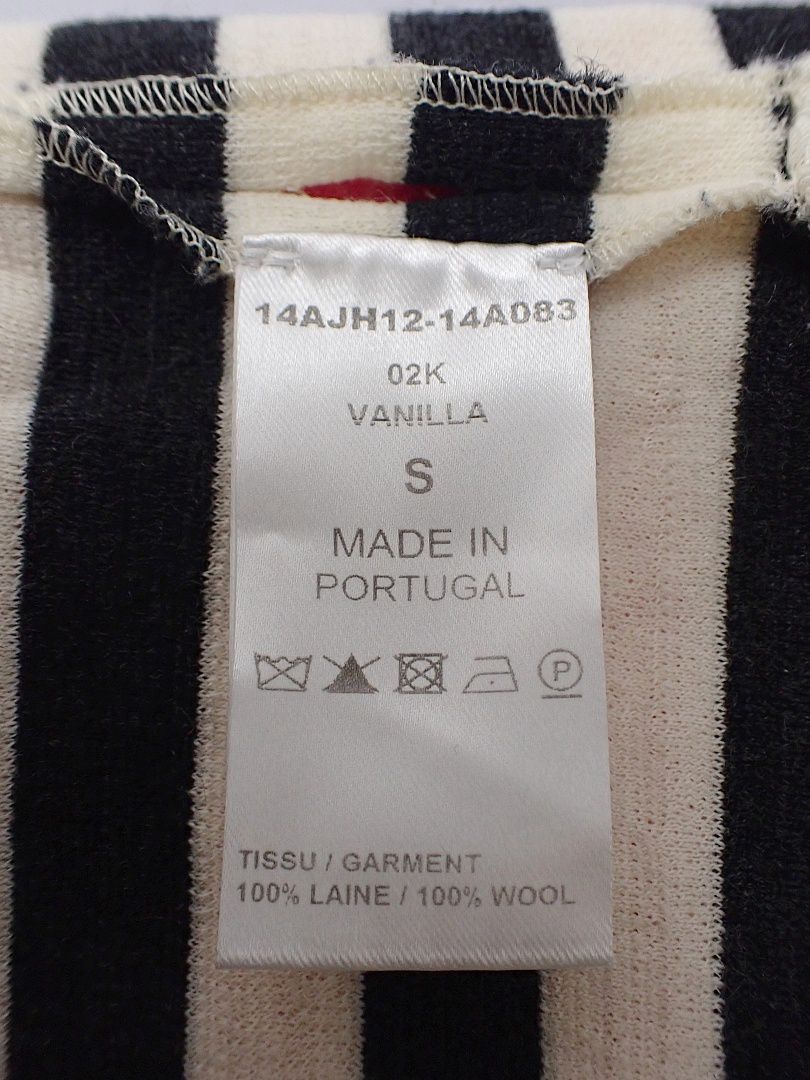 14AJH12-14A083
02K
VANILLA
S
MADE IN
PORTUGAL
P
TISSU / GARMENT
100% LAINE / 100% WOOL